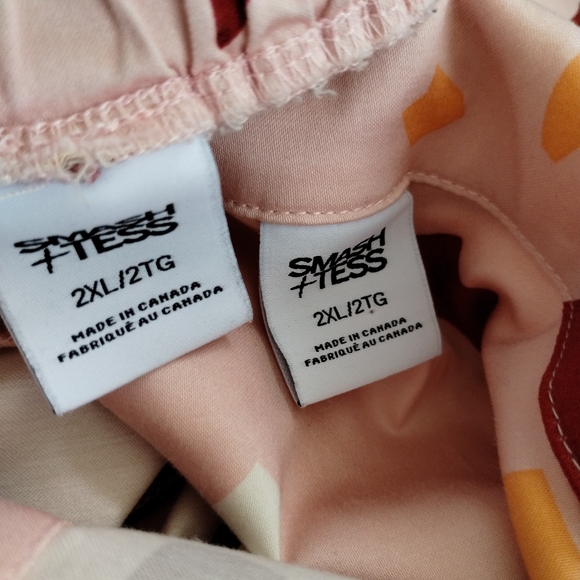 SMASH
+TESS
2XL/2TG
MADE IN CANADA
FABRIQUÉ AU CANADA
SMASH
+TESS
2XL/2TG
MADE IN CANADA
FABRIQUÉ AU CANADA